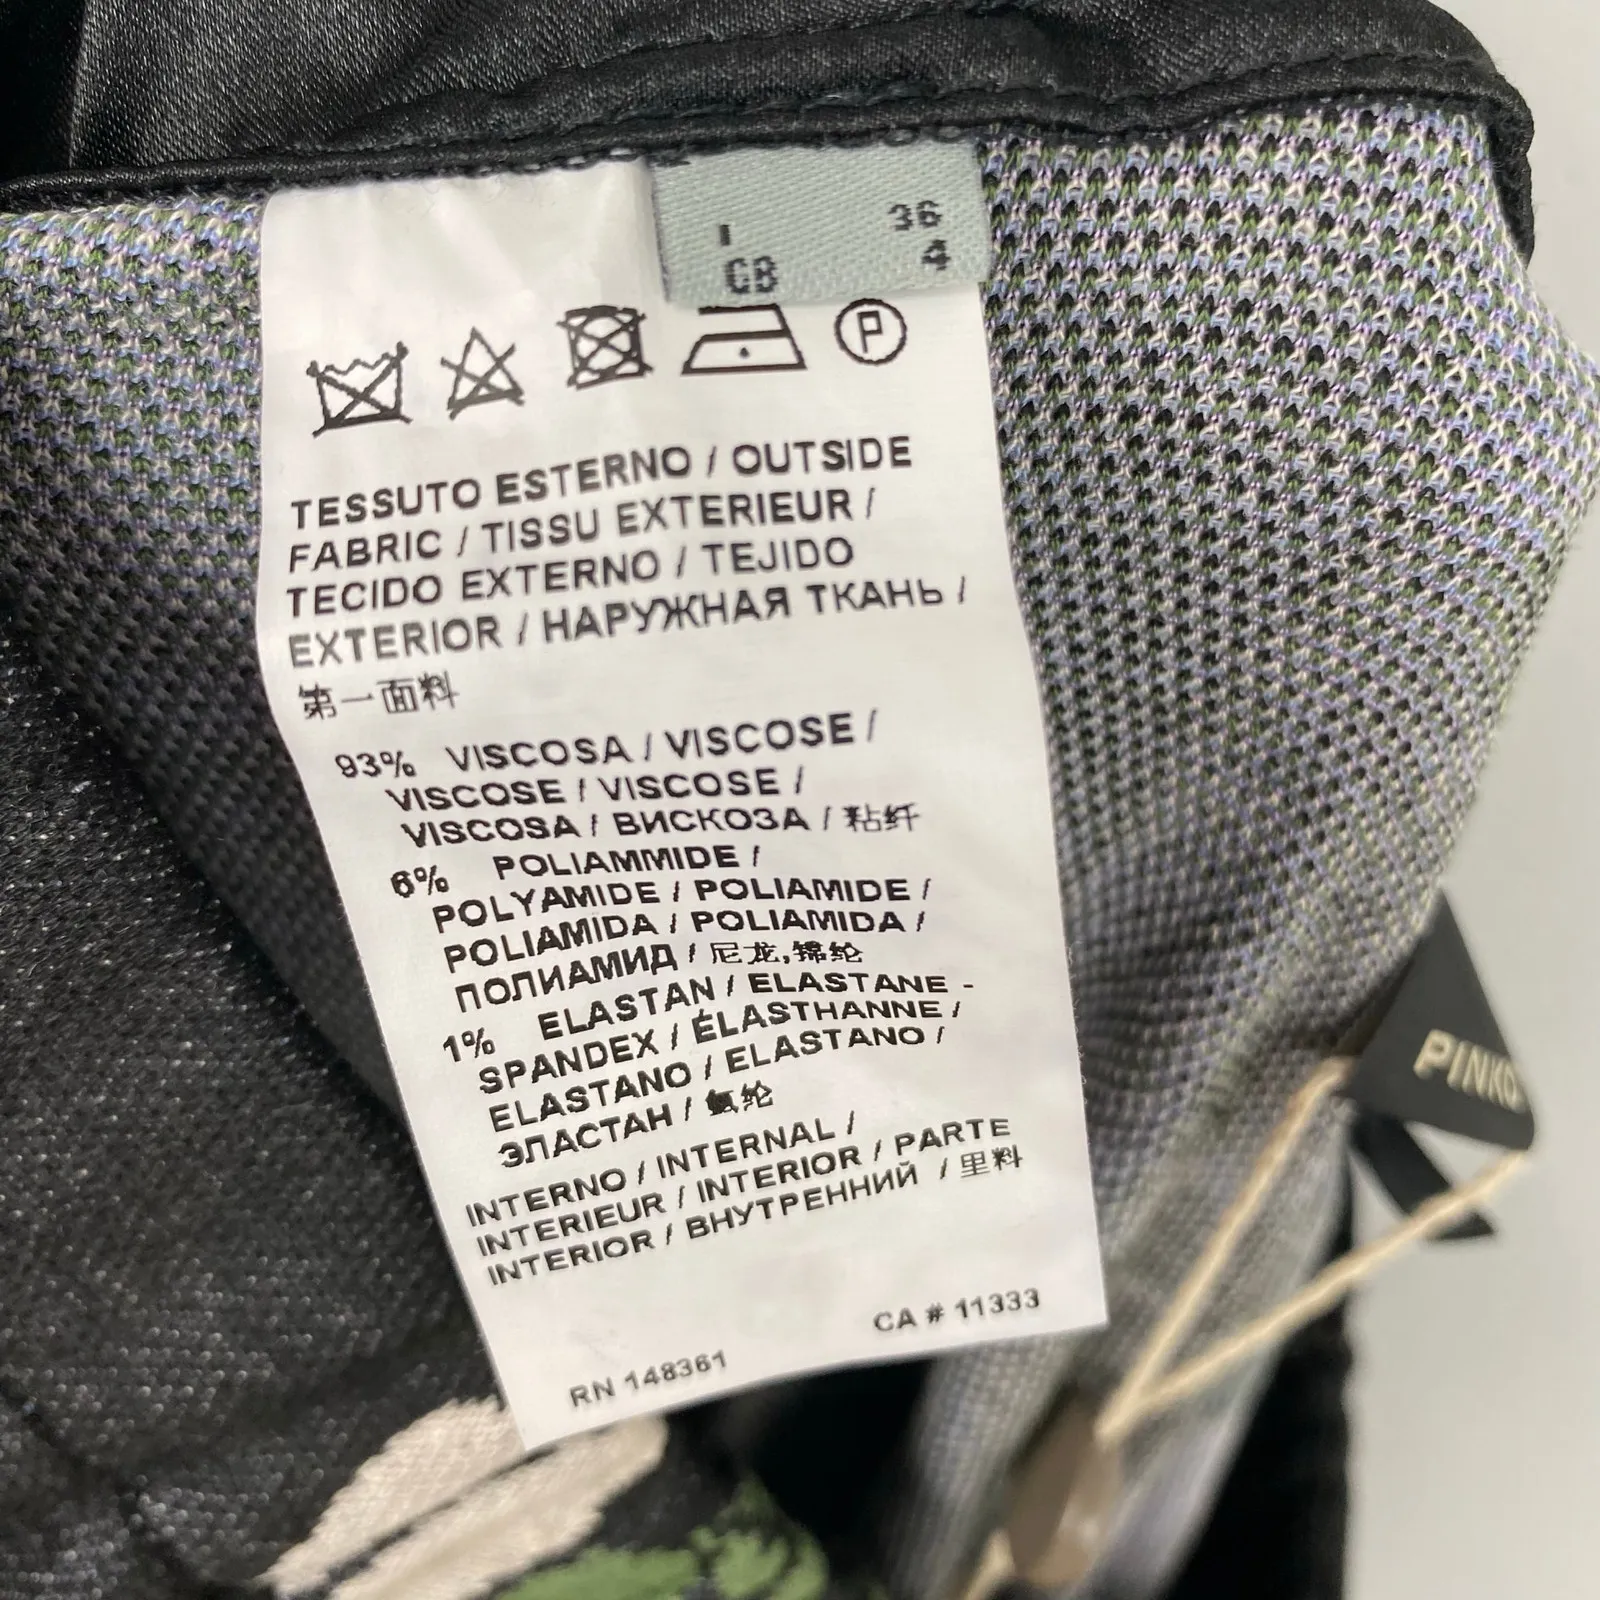 I 36
GB 4
P
TESSUTO ESTERNO / OUTSIDE
FABRIC / TISSU EXTERIEUR /
TECIDO EXTERNO / TEJIDO
EXTERIOR / НАРУЖНАЯ ТКАНЬ /
第一面料
93% VISCOSA / VISCOSE /
VISCOSE / VISCOSE /
VISCOSA / ВИСКОЗА / 粘纤
6% POLIAMMIDE /
POLYAMIDE / POLIAMIDE /
POLIAMIDA / POLIAMIDA /
ПОЛИАМИД / 尼龙,锦纶
1% ELASTAN / ELASTANE -
SPANDEX / ÉLASTHANNE /
ELASTANO / ELASTANO /
ЭЛАСТАН / 氨纶
INTERNO / INTERNAL /
INTERIEUR / INTERIOR / PARTE
INTERIOR / ВНУТРЕННИЙ / 里料
CA # 11333
RN 148361
PINKO